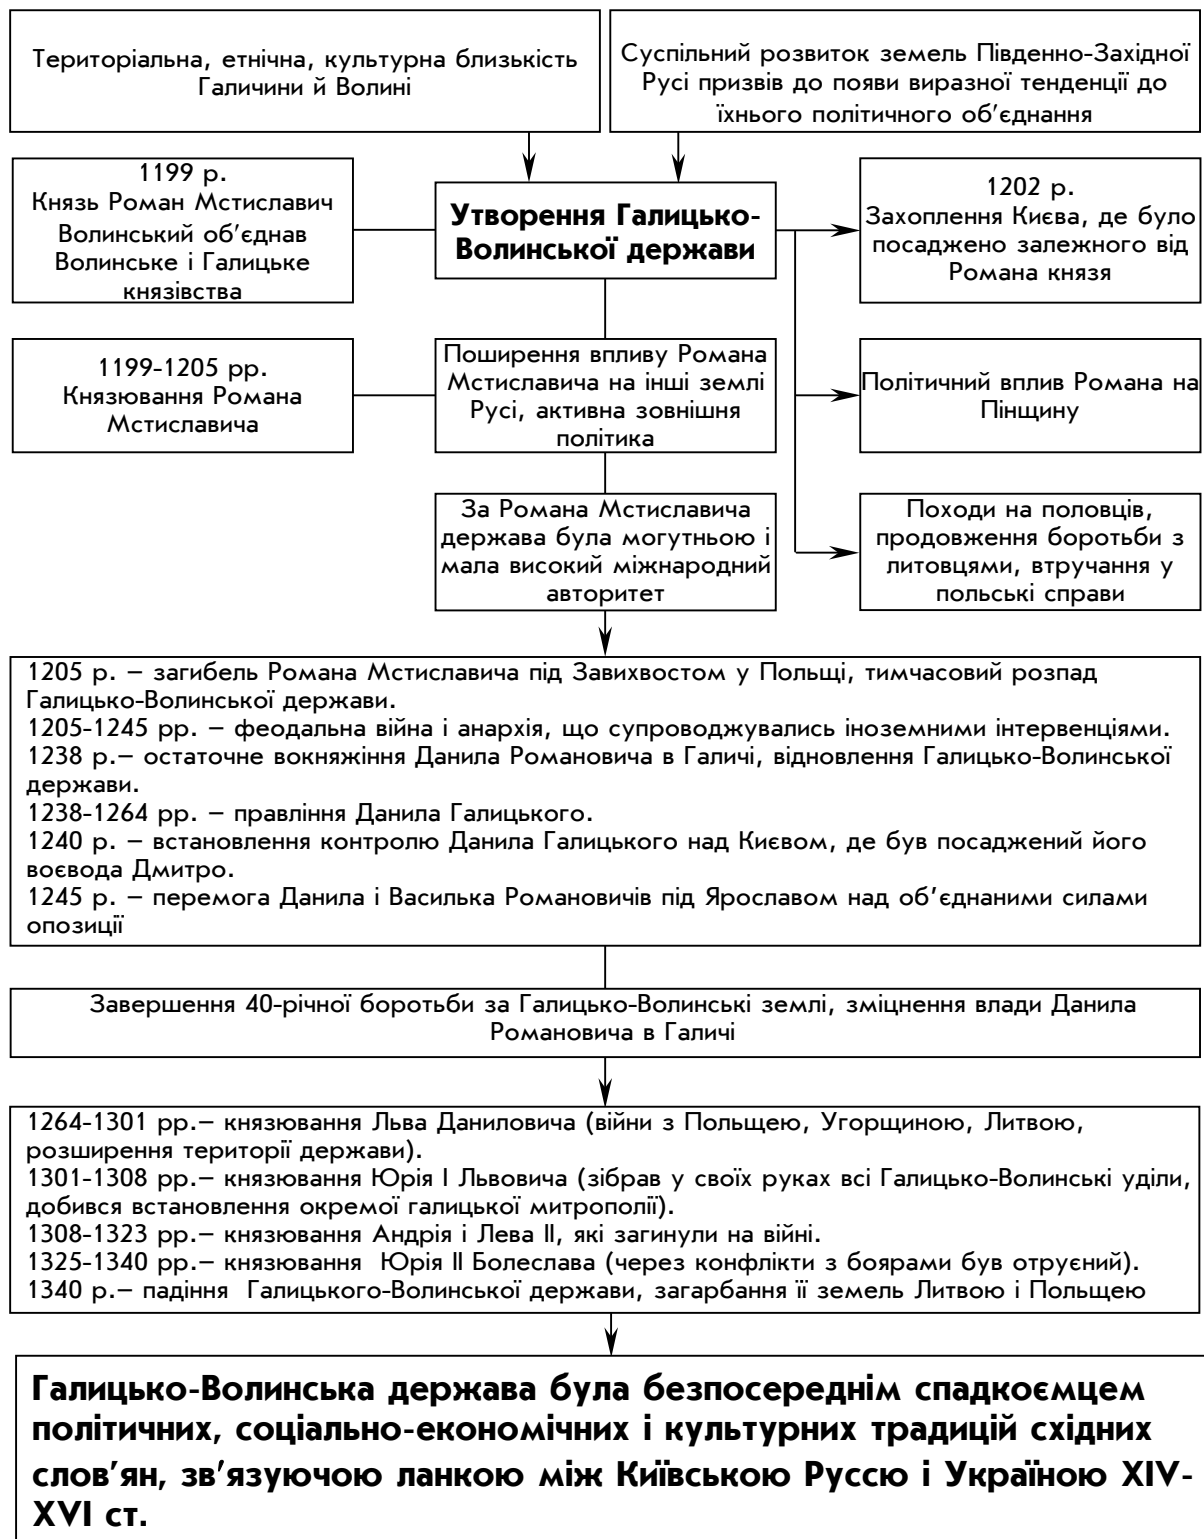 Територіальна, етнічна, культурна близькість
Галичини й Волині
Суспільний розвиток земель Південно-Західної
Русі призвів до появи виразної тенденції до
їхнього політичного об’єднання
1199 р.
Князь Роман Мстиславич
Волинський об’єднав
Волинське і Галицьке
князівства
Утворення Галицько-
Волинської держави
1202 р.
Захоплення Києва, де було
посаджено залежного від
Романа князя
1199-1205 рр.
Князювання Романа
Мстиславича
Поширення впливу Романа
Мстиславича на інші землі
Русі, активна зовнішня
політика
Політичний вплив Романа на
Пінщину
За Романа Мстиславича
держава була могутньою і
мала високий міжнародний
авторитет
Походи на половців,
продовження боротьби з
литовцями, втручання у
польські справи
1205 р. – загибель Романа Мстиславича під Завихвостом у Польщі, тимчасовий розпад
Галицько-Волинської держави.
1205-1245 рр. – феодальна війна і анархія, що супроводжувались іноземними інтервенціями.
1238 р.– остаточне вокняжіння Данила Романовича в Галичі, відновлення Галицько-Волинської
держави.
1238-1264 рр. – правління Данила Галицького.
1240 р. – встановлення контролю Данила Галицького над Києвом, де був посаджений його
воєвода Дмитро.
1245 р. – перемога Данила і Василька Романовичів під Ярославом над об’єднаними силами
опозиції
Завершення 40-річної боротьби за Галицько-Волинські землі, зміцнення влади Данила
Романовича в Галичі
1264-1301 рр.– князювання Льва Даниловича (війни з Польщею, Угорщиною, Литвою,
розширення території держави).
1301-1308 рр.– князювання Юрія І Львовича (зібрав у своїх руках всі Галицько-Волинські уділи,
добився встановлення окремої галицької митрополії).
1308-1323 рр.– князювання Андрія і Лева ІІ, які загинули на війні.
1325-1340 рр.– князювання Юрія ІІ Болеслава (через конфлікти з боярами був отруєний).
1340 р.– падіння Галицького-Волинської держави, загарбання її земель Литвою і Польщею
Галицько-Волинська держава була безпосереднім спадкоємцем
політичних, соціально-економічних і культурних традицій східних
слов’ян, зв’язуючою ланкою між Київською Руссю і Україною XIV-
XVI ст.